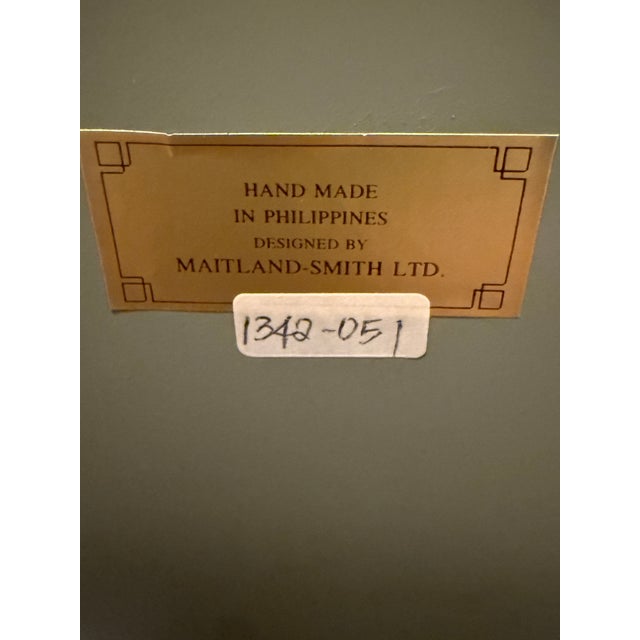 HAND MADE
IN PHILIPPINES
DESIGNED BY
MAITLAND-SMITH LTD.
1342-051